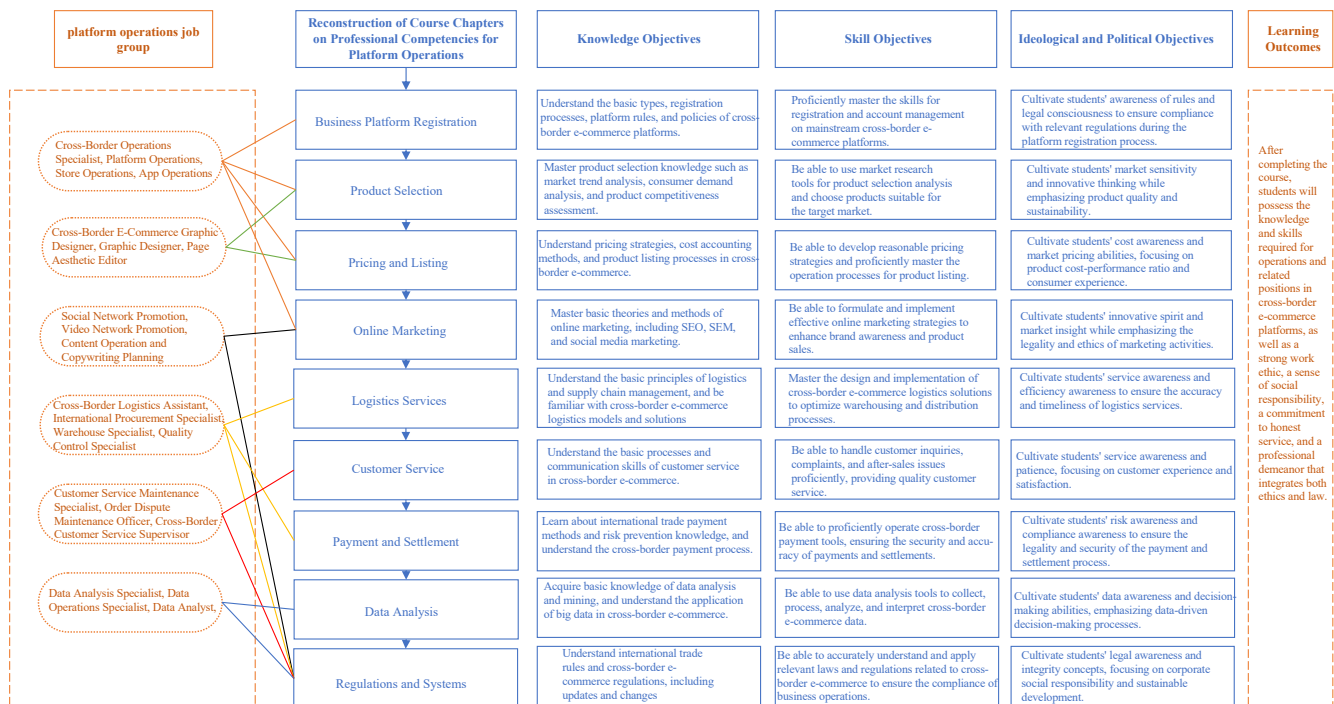 platform operations job
group
Reconstruction of Course Chapters
on Professional Competencies for
Platform Operations
Knowledge Objectives
Skill Objectives
Ideological and Political Objectives
Learning
Outcomes
Cross-Border Operations
Specialist, Platform Operations,
Store Operations, App Operations
Cross-Border E-Commerce Graphic
Designer, Graphic Designer, Page
Aesthetic Editor
Social Network Promotion,
Video Network Promotion,
Content Operation and
Copywriting Planning
Cross-Border Logistics Assistant,
International Procurement Specialist,
Warehouse Specialist, Quality
Control Specialist
Customer Service Maintenance
Specialist, Order Dispute
Maintenance Officer, Cross-Border
Customer Service Supervisor
Data Analysis Specialist, Data
Operations Specialist, Data Analyst,
Business Platform Registration
Understand the basic types, registration
processes, platform rules, and policies of cross-
border e-commerce platforms.
Proficiently master the skills for
registration and account management
on mainstream cross-border e-
commerce platforms.
Cultivate students' awareness of rules and
legal consciousness to ensure compliance
with relevant regulations during the
platform registration process.
Product Selection
Master product selection knowledge such as
market trend analysis, consumer demand
analysis, and product competitiveness
assessment.
Be able to use market research
tools for product selection analysis
and choose products suitable for
the target market.
Cultivate students' market sensitivity
and innovative thinking while
emphasizing product quality and
sustainability.
Pricing and Listing
Understand pricing strategies, cost accounting
methods, and product listing processes in cross-
border e-commerce.
Be able to develop reasonable pricing
strategies and proficiently master the
operation processes for product listing.
Cultivate students' cost awareness and
market pricing abilities, focusing on
product cost-performance ratio and
consumer experience.
Online Marketing
Master basic theories and methods of
online marketing, including SEO, SEM,
and social media marketing.
Be able to formulate and implement
effective online marketing strategies to
enhance brand awareness and product
sales.
Cultivate students' innovative spirit and
market insight while emphasizing the
legality and ethics of marketing activities.
Logistics Services
Understand the basic principles of logistics
and supply chain management, and be
familiar with cross-border e-commerce
logistics models and solutions
Master the design and implementation of
cross-border e-commerce logistics solutions
to optimize warehousing and distribution
processes.
Cultivate students' service awareness and
efficiency awareness to ensure the accuracy
and timeliness of logistics services.
Customer Service
Understand the basic processes and
communication skills of customer service
in cross-border e-commerce.
Be able to handle customer inquiries,
complaints, and after-sales issues
proficiently, providing quality customer
service.
Cultivate students' service awareness and
patience, focusing on customer experience and
satisfaction.
Payment and Settlement
Learn about international trade payment
methods and risk prevention knowledge, and
understand the cross-border payment process.
Be able to proficiently operate cross-border
payment tools, ensuring the security and accu-
racy of payments and settlements.
Cultivate students' risk awareness and
compliance awareness to ensure the
legality and security of the payment and
settlement process.
Data Analysis
Acquire basic knowledge of data analysis
and mining, and understand the application
of big data in cross-border e-commerce.
Be able to use data analysis tools to collect,
process, analyze, and interpret cross-border
e-commerce data.
Cultivate students' data awareness and decision-
making abilities, emphasizing data-driven
decision-making processes.
Regulations and Systems
Understand international trade
rules and cross-border e-
commerce regulations, including
updates and changes
Be able to accurately understand and apply
relevant laws and regulations related to cross-
border e-commerce to ensure the compliance of
business operations.
Cultivate students' legal awareness and
integrity concepts, focusing on corporate
social responsibility and sustainable
development.
After
completing the
course,
students will
possess the
knowledge
and skills
required for
operations and
related
positions in
cross-border
e-commerce
platforms, as
well as a
strong work
ethic, a sense
of social
responsibility,
a commitment
to honest
service, and a
professional
demeanor that
integrates both
ethics and law.